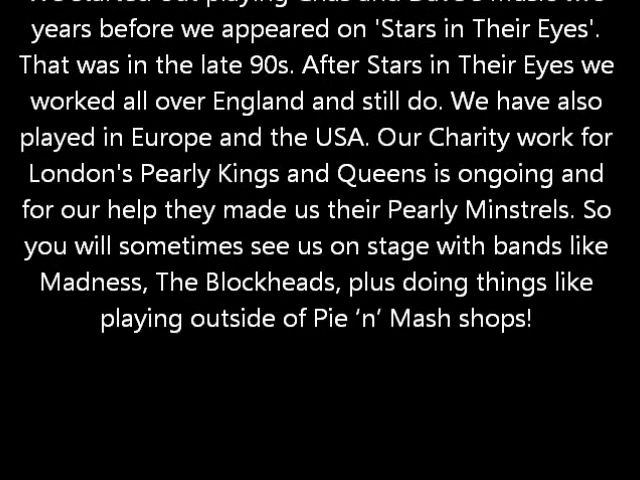 years before we appeared on 'Stars in Their Eyes'.
That was in the late 90s. After Stars in Their Eyes we
worked all over England and still do. We have also
played in Europe and the USA. Our Charity work for
London's Pearly Kings and Queens is ongoing and
for our help they made us their Pearly Minstrels. So
you will sometimes see us on stage with bands like
Madness, The Blockheads, plus doing things like
playing outside of Pie ‘n’ Mash shops!